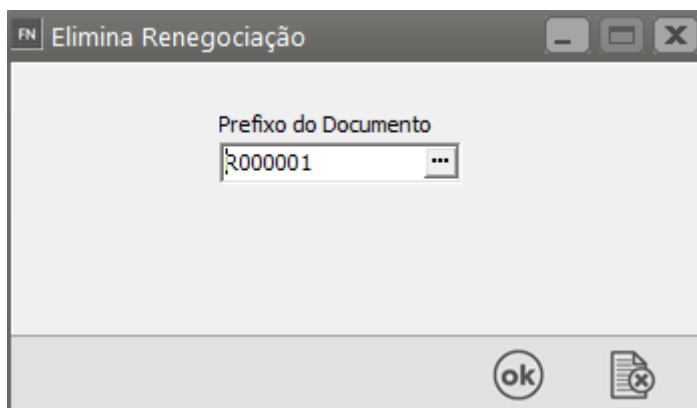 FN Elimina Renegociação
Prefixo do Documento
R000001
ok